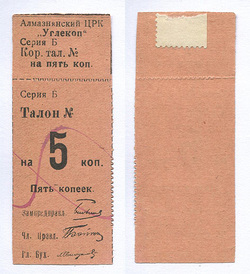 Алмазнянский ЦРК
"Углекоп"
Серия Б
Кор. тал. №
на пять коп.
Серия Б
Талон №
на 5 коп.
Пять копеек.
Чл. Правл.
Гл. Бух.